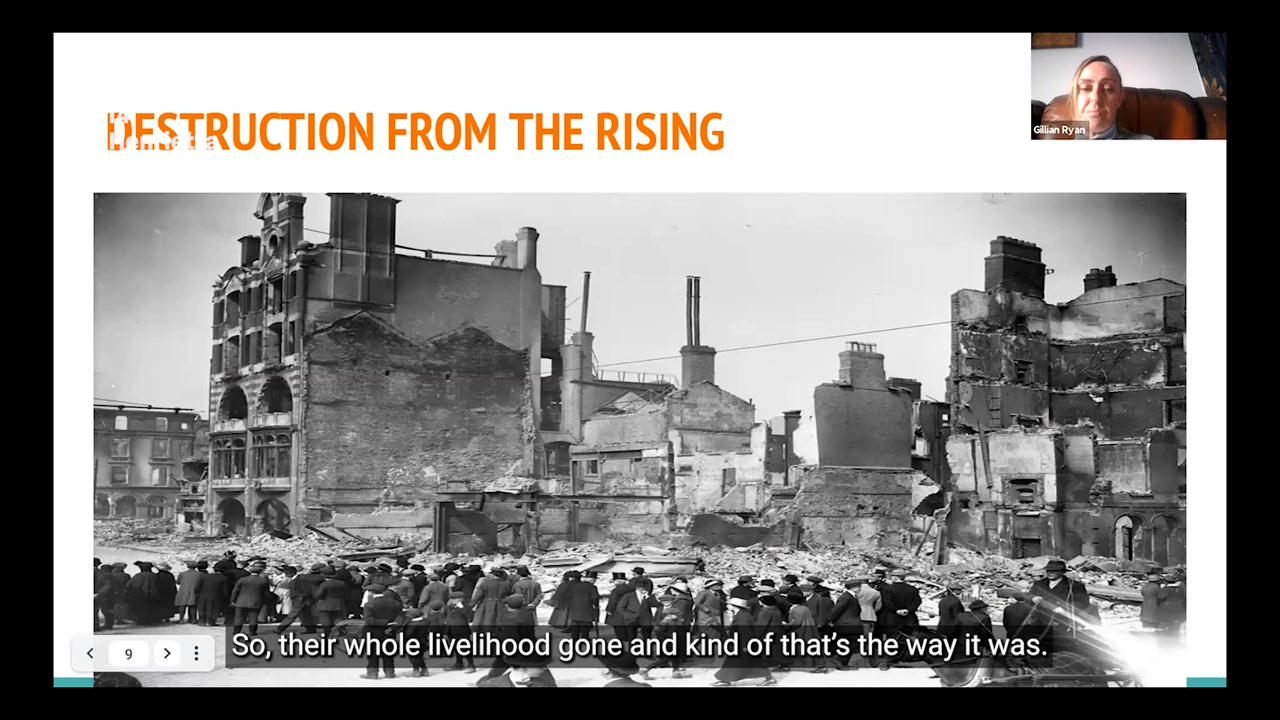 DESTRUCTION FROM THE RISING
Henrietta
Gillian Ryan
9
So, their whole livelihood gone and kind of that's the way it was.